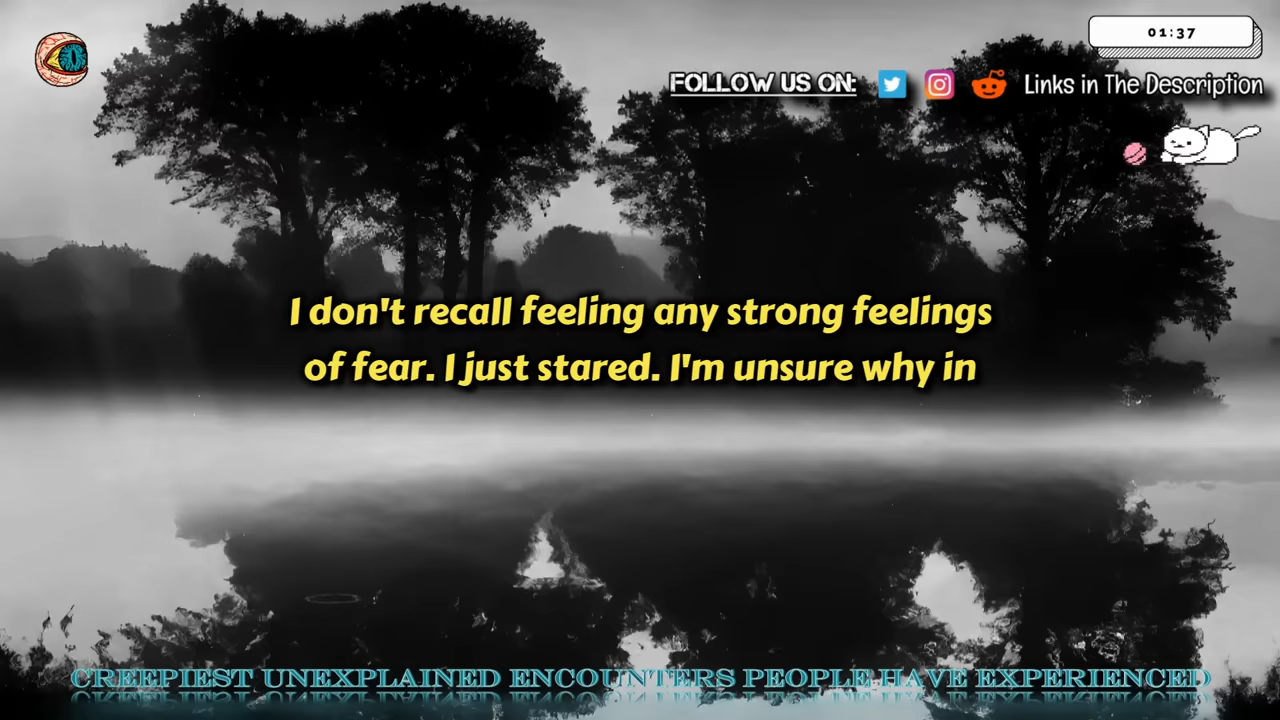 01:37
FOLLOW US ON: Links in The Description
I don't recall feeling any strong feelings
of fear. I just stared. I'm unsure why in
CREEPIEST UNEXPLAINED ENCOUNTERS PEOPLE HAVE EXPERIENCED